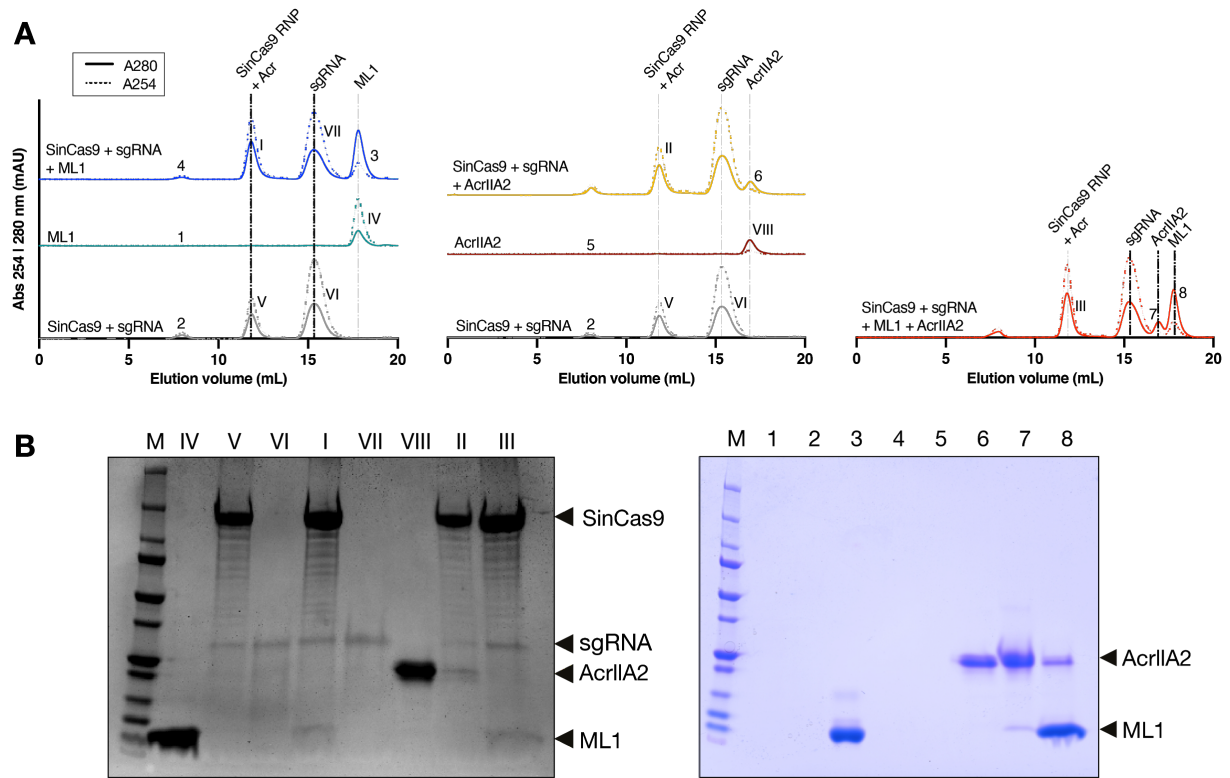 A
A280
A254
Abs 254 | 280 nm (mAU)
SinCas9 RNP
+ Acr
sgRNA
ML1
SinCas9 + sgRNA
+ ML1
4
I
VII
3
ML1
1
IV
SinCas9 + sgRNA
2
V
VI
0 5 10 15 20
Elution volume (mL)
SinCas9 RNP
+ Acr
sgRNA
AcrIIA2
SinCas9 + sgRNA
+ AcrIIA2
II
6
AcrIIA2
5
VIII
SinCas9 + sgRNA
2
V
VI
0 5 10 15 20
Elution volume (mL)
SinCas9 RNP
+ Acr
sgRNA
AcrIIA2
ML1
SinCas9 + sgRNA
+ ML1 + AcrIIA2
III
7
8
0 5 10 15 20
Elution volume (mL)
B
M IV V VI I VII VIII II III
SinCas9
sgRNA
AcrIIA2
ML1
M 1 2 3 4 5 6 7 8
AcrIIA2
ML1